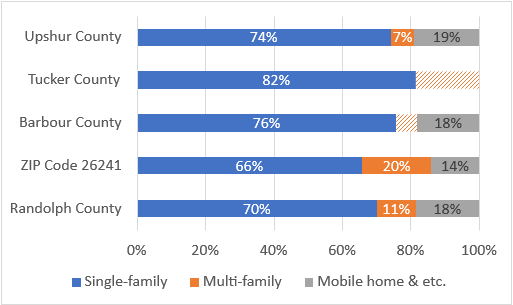 Upshur County 74% 7% 19%
Tucker County 82%
Barbour County 76% 18%
ZIP Code 26241 66% 20% 14%
Randolph County 70% 11% 18%
0% 20% 40% 60% 80% 100%
Single-family Multi-family Mobile home & etc.